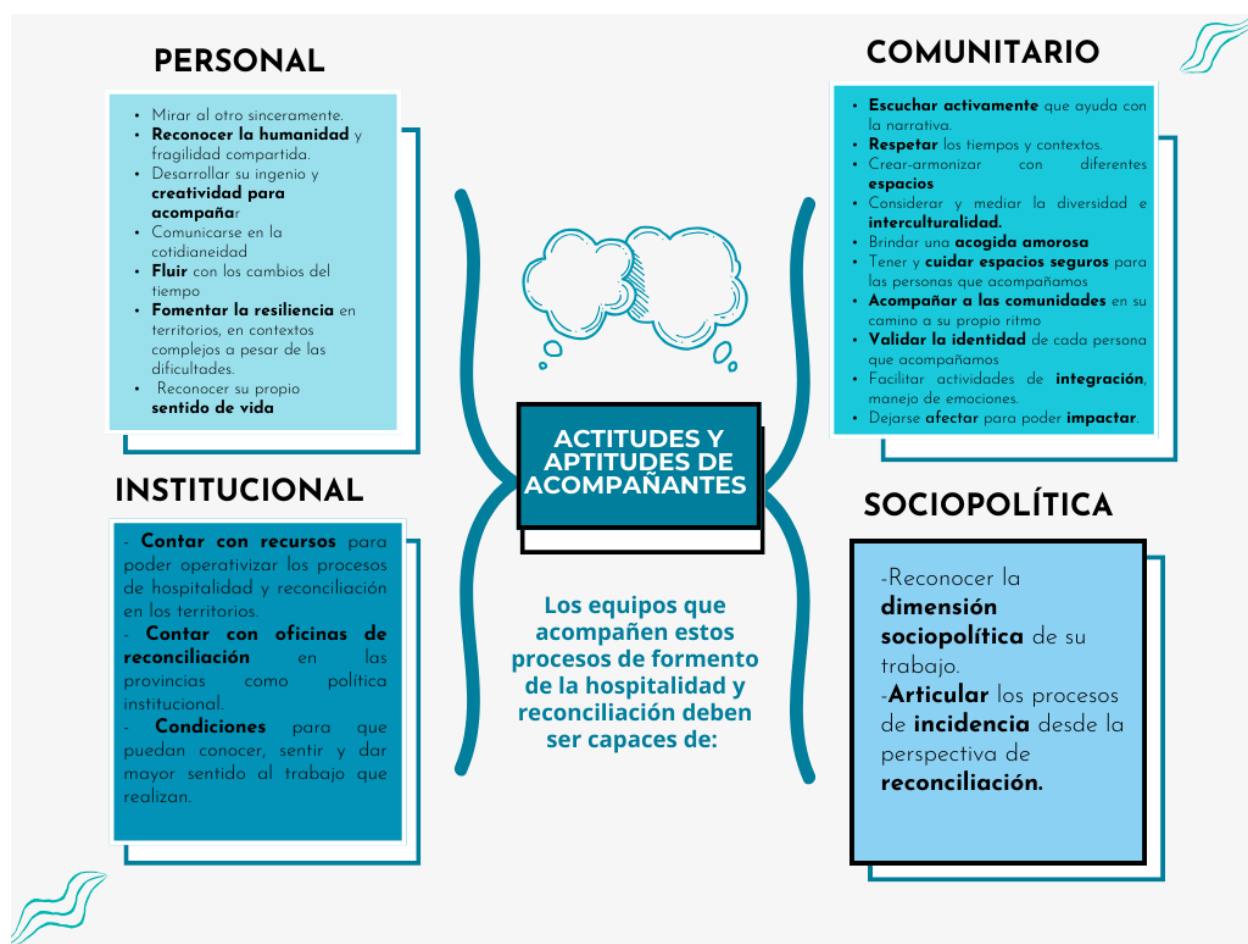 PERSONAL
• Mirar al otro sinceramente.
• Reconocer la humanidad y
fragilidad compartida.
• Desarrollar su ingenio y
creatividad para
acompañar
• Comunicarse en la
cotidianeidad
• Fluir con los cambios del
tiempo
• Fomentar la resiliencia en
territorios, en contextos
complejos a pesar de las
dificultades.
• Reconocer su propio
sentido de vida
COMUNITARIO
• Escuchar activamente que ayuda con
la narrativa.
• Respetar los tiempos y contextos.
• Crear-armonizar con diferentes
espacios
• Considerar y mediar la diversidad e
interculturalidad.
• Brindar una acogida amorosa
• Tener y cuidar espacios seguros para
las personas que acompañamos
• Acompañar a las comunidades en su
camino a su propio ritmo
• Validar la identidad de cada persona
que acompañamos
• Facilitar actividades de integración,
manejo de emociones.
• Dejarse afectar para poder impactar.
ACTITUDES Y
APTITUDES DE
ACOMPAÑANTES
Los equipos que
acompañen estos
procesos de formento
de la hospitalidad y
reconciliación deben
ser capaces de:
INSTITUCIONAL
- Contar con recursos para
poder operativizar los procesos
de hospitalidad y reconciliación
en los territorios.
- Contar con oficinas de
reconciliación en las
provincias como política
institucional.
- Condiciones para que
puedan conocer, sentir y dar
mayor sentido al trabajo que
realizan.
SOCIOPOLÍTICA
-Reconocer la
dimensión
sociopolítica de su
trabajo.
-Articular los procesos
de incidencia desde la
perspectiva de
reconciliación.